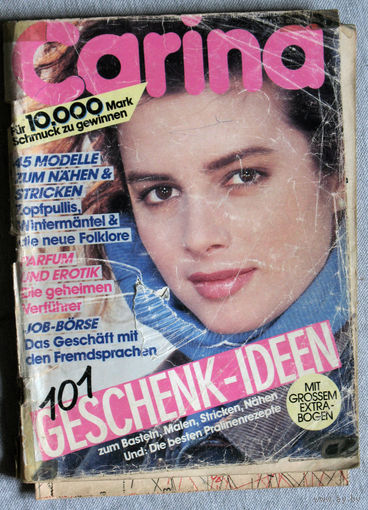 Carina
Für 10.000 Mark
Schmuck zu gewinnen
45 MODELLE
ZUM NÄHEN &
STRICKEN
Zopfpullis,
Wintermäntel &
die neue Folklore
PARFUM
UND EROTIK
Die geheimen
Verführer
JOB-BÖRSE
Das Geschäft mit
den Fremdsprachen
101
GESCHENK-IDEEN
zum Basteln, Malen, Stricken, Nähen
Und: Die besten Pralinenrezepte
MIT
GROSSEM
EXTRA-
BOGEN